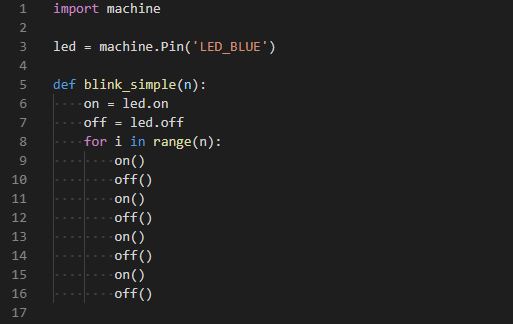 1 import machine
2
3 led = machine.Pin('LED_BLUE')
4
5 def blink_simple(n):
6     on = led.on
7     off = led.off
8     for i in range(n):
9         on()
10         off()
11         on()
12         off()
13         on()
14         off()
15         on()
16         off()
17